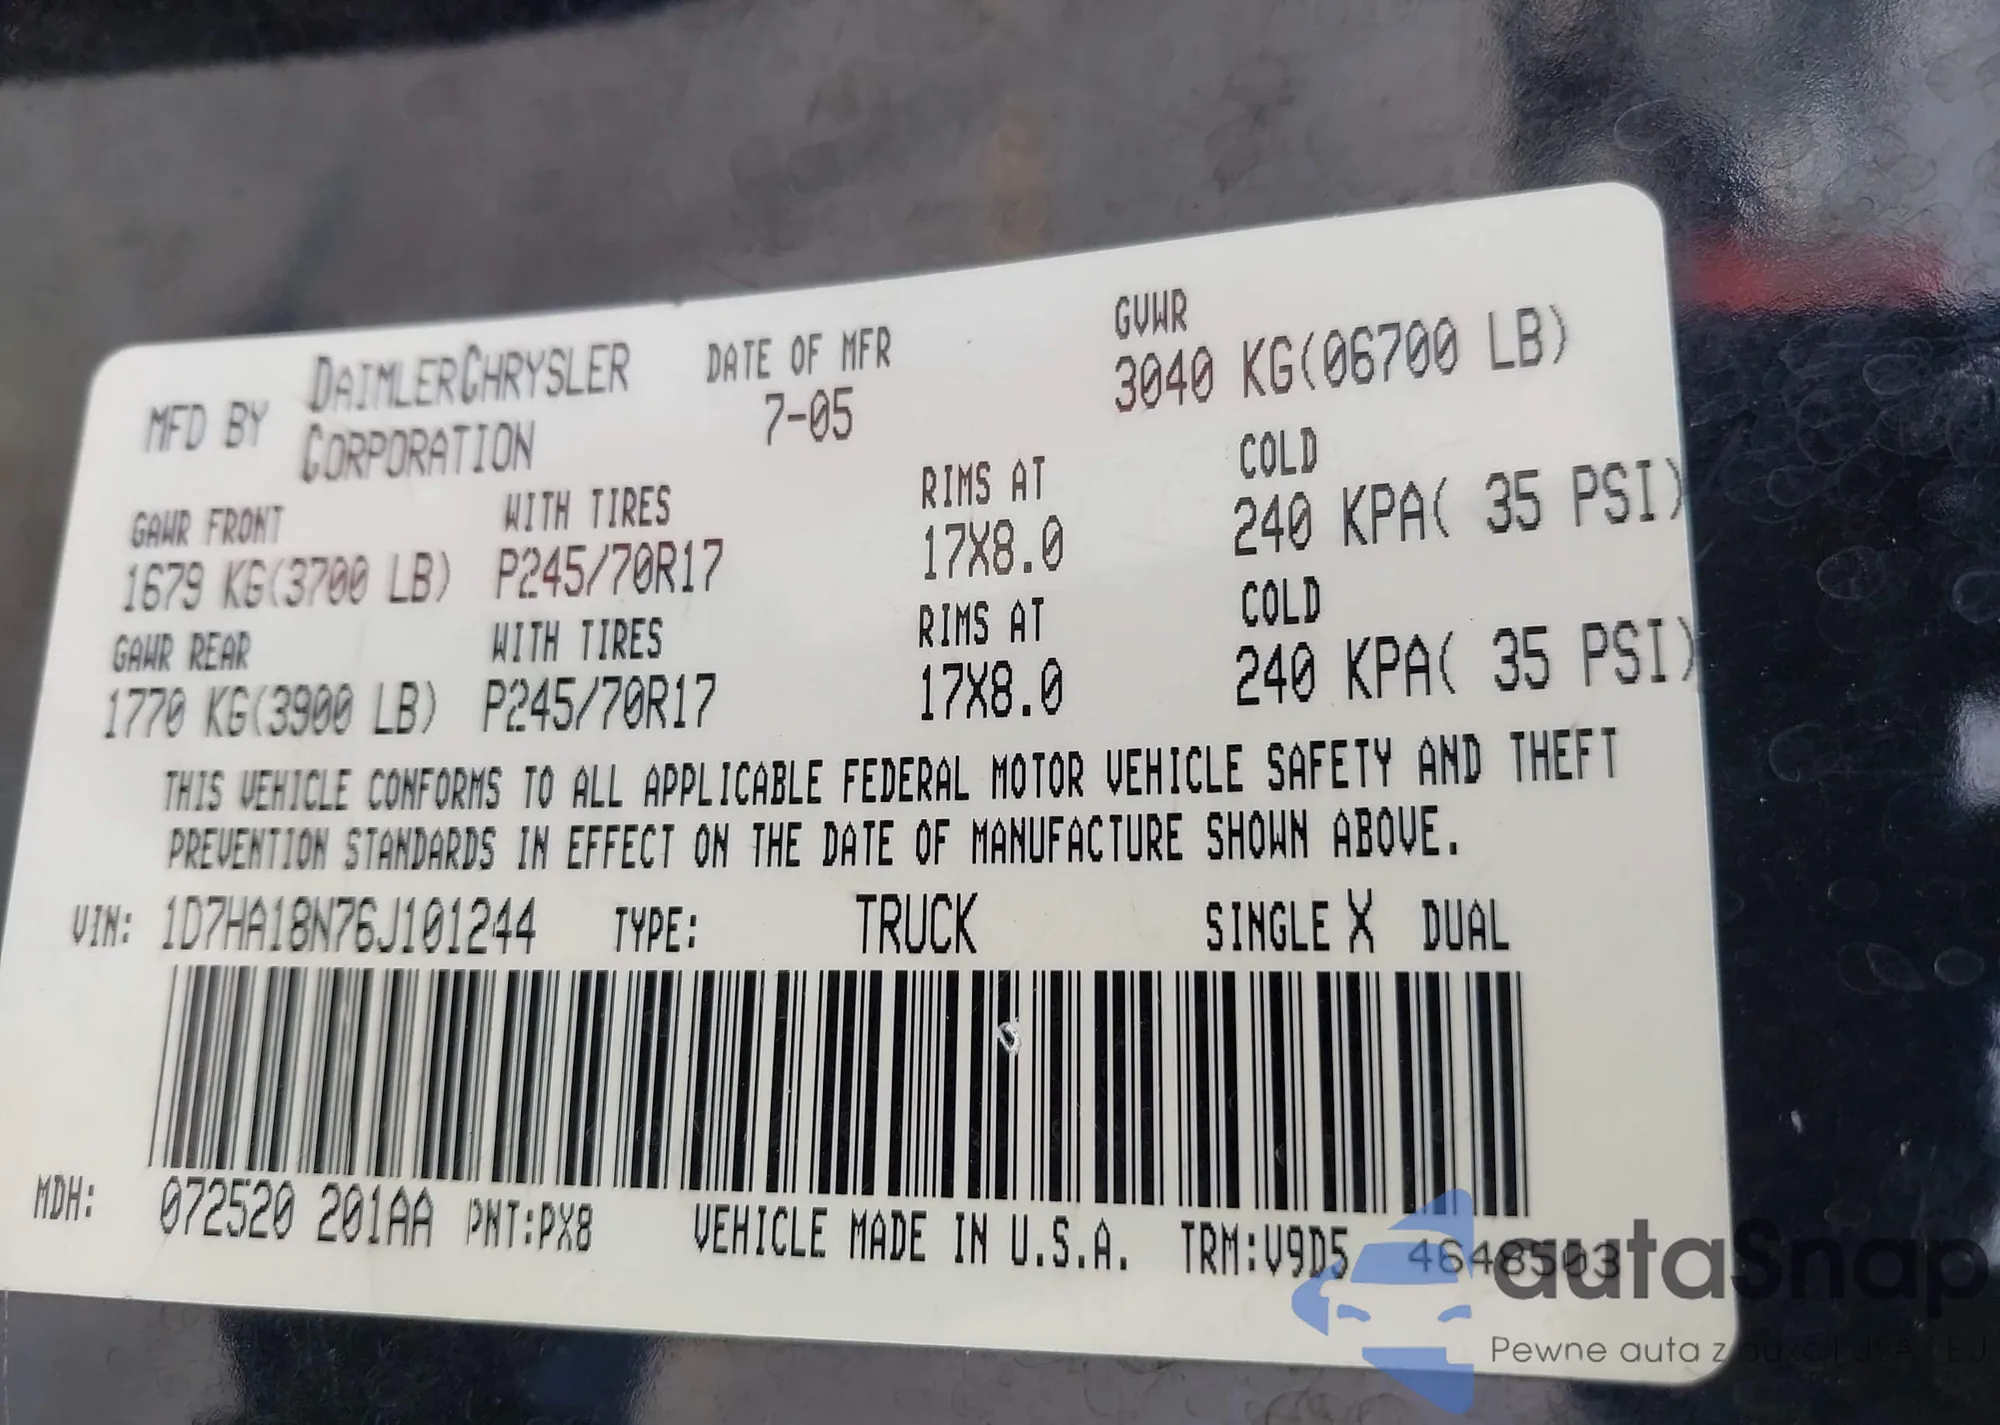 MFD BY DAIMLERCHRYSLER CORPORATION
DATE OF MFR
7-05
GVWR
3040 KG(06700 LB)
GAWR FRONT WITH TIRES RIMS AT COLD
1679 KG(3700 LB) P245/70R17 17X8.0 240 KPA( 35 PSI)
GAWR REAR WITH TIRES RIMS AT COLD
1770 KG(3900 LB) P245/70R17 17X8.0 240 KPA( 35 PSI)
THIS VEHICLE CONFORMS TO ALL APPLICABLE FEDERAL MOTOR VEHICLE SAFETY AND THEFT
PREVENTION STANDARDS IN EFFECT ON THE DATE OF MANUFACTURE SHOWN ABOVE.
VIN: 1D7HA18N76J101244 TYPE: TRUCK SINGLE X DUAL
MDH: 072520 201AA PNT:PX8 VEHICLE MADE IN U.S.A. TRM:V9D5 4648503
autaSnap
Pewne auta z